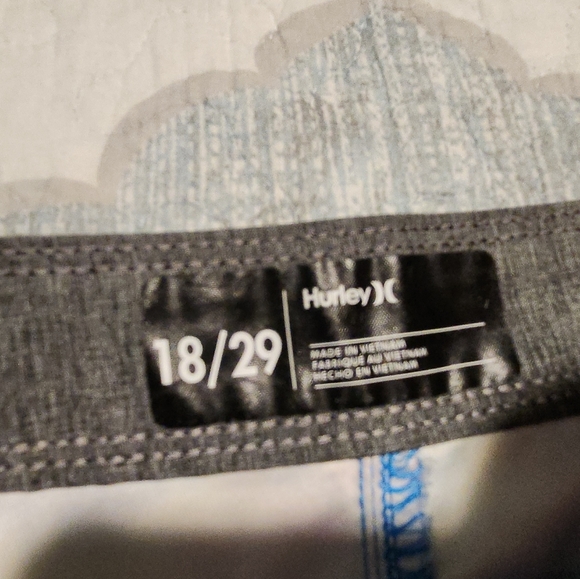 18/29
Hurley )(
MADE IN VIETNAM
FABRIQUÉ AU VIETNAM
HECHO EN VIETNAM